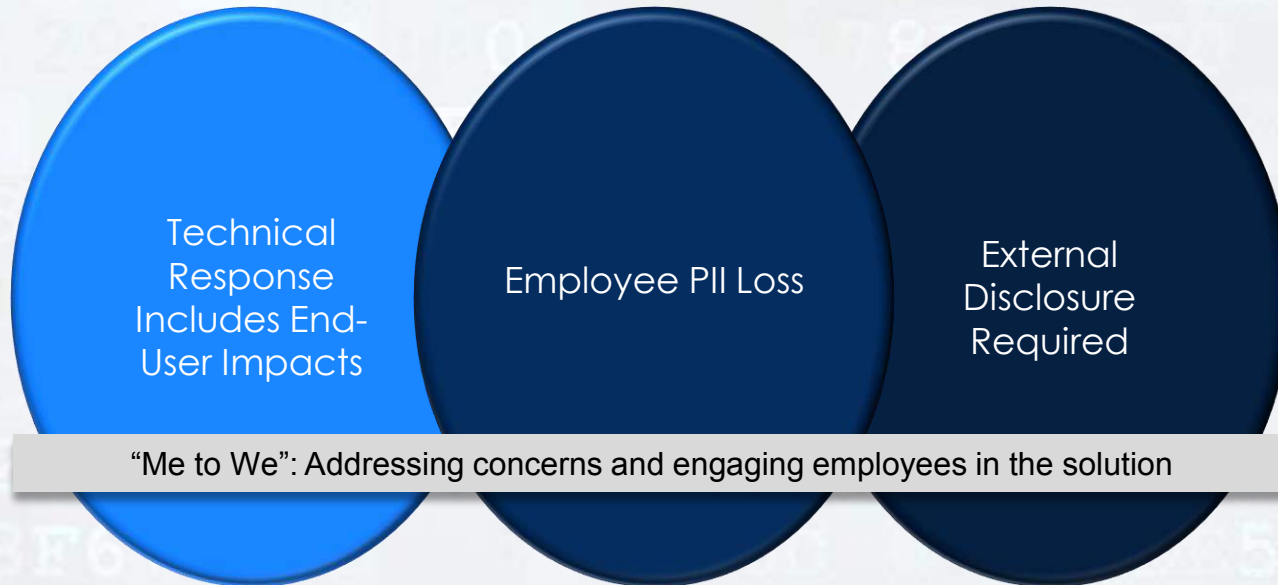 Technical
Response
Includes End-
User Impacts
Employee PII Loss
External
Disclosure
Required
“Me to We”: Addressing concerns and engaging employees in the solution